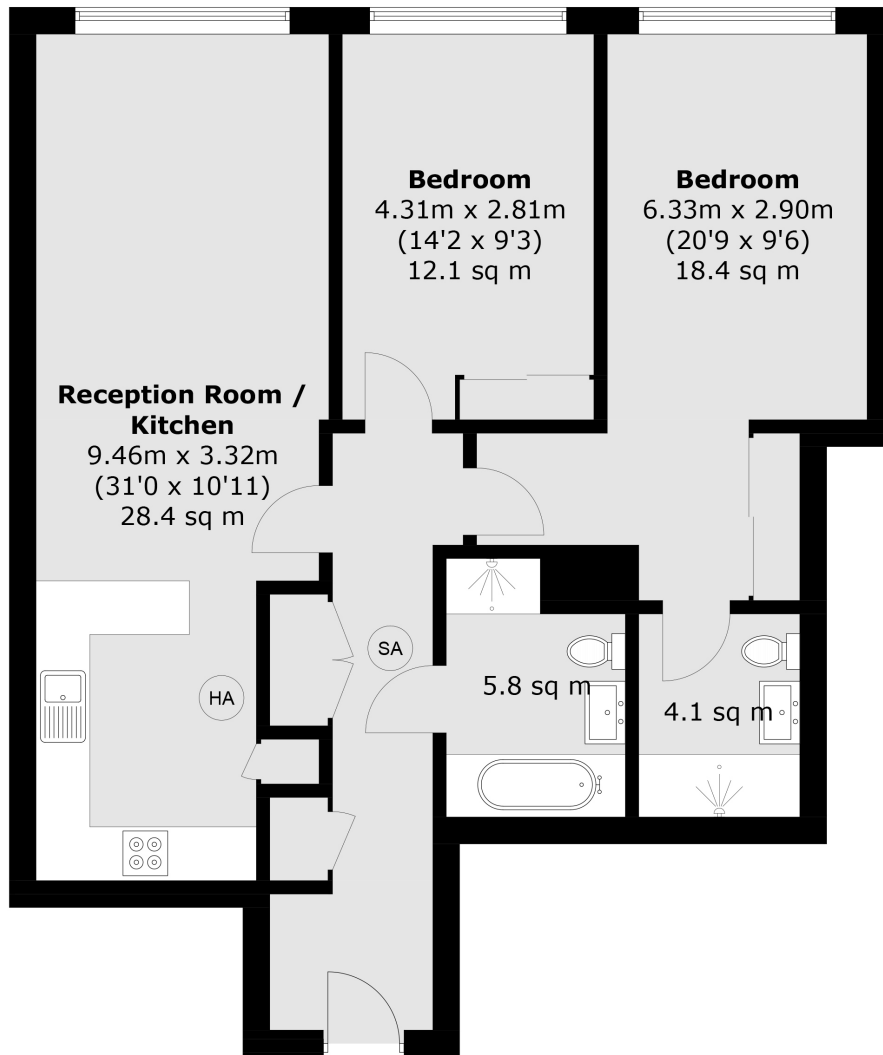 Bedroom
4.31m x 2.81m
(14'2 x 9'3)
12.1 sq m
Bedroom
6.33m x 2.90m
(20'9 x 9'6)
18.4 sq m
Reception Room /
Kitchen
9.46m x 3.32m
(31'0 x 10'11)
28.4 sq m
SA
HA
5.8 sq m
4.1 sq m